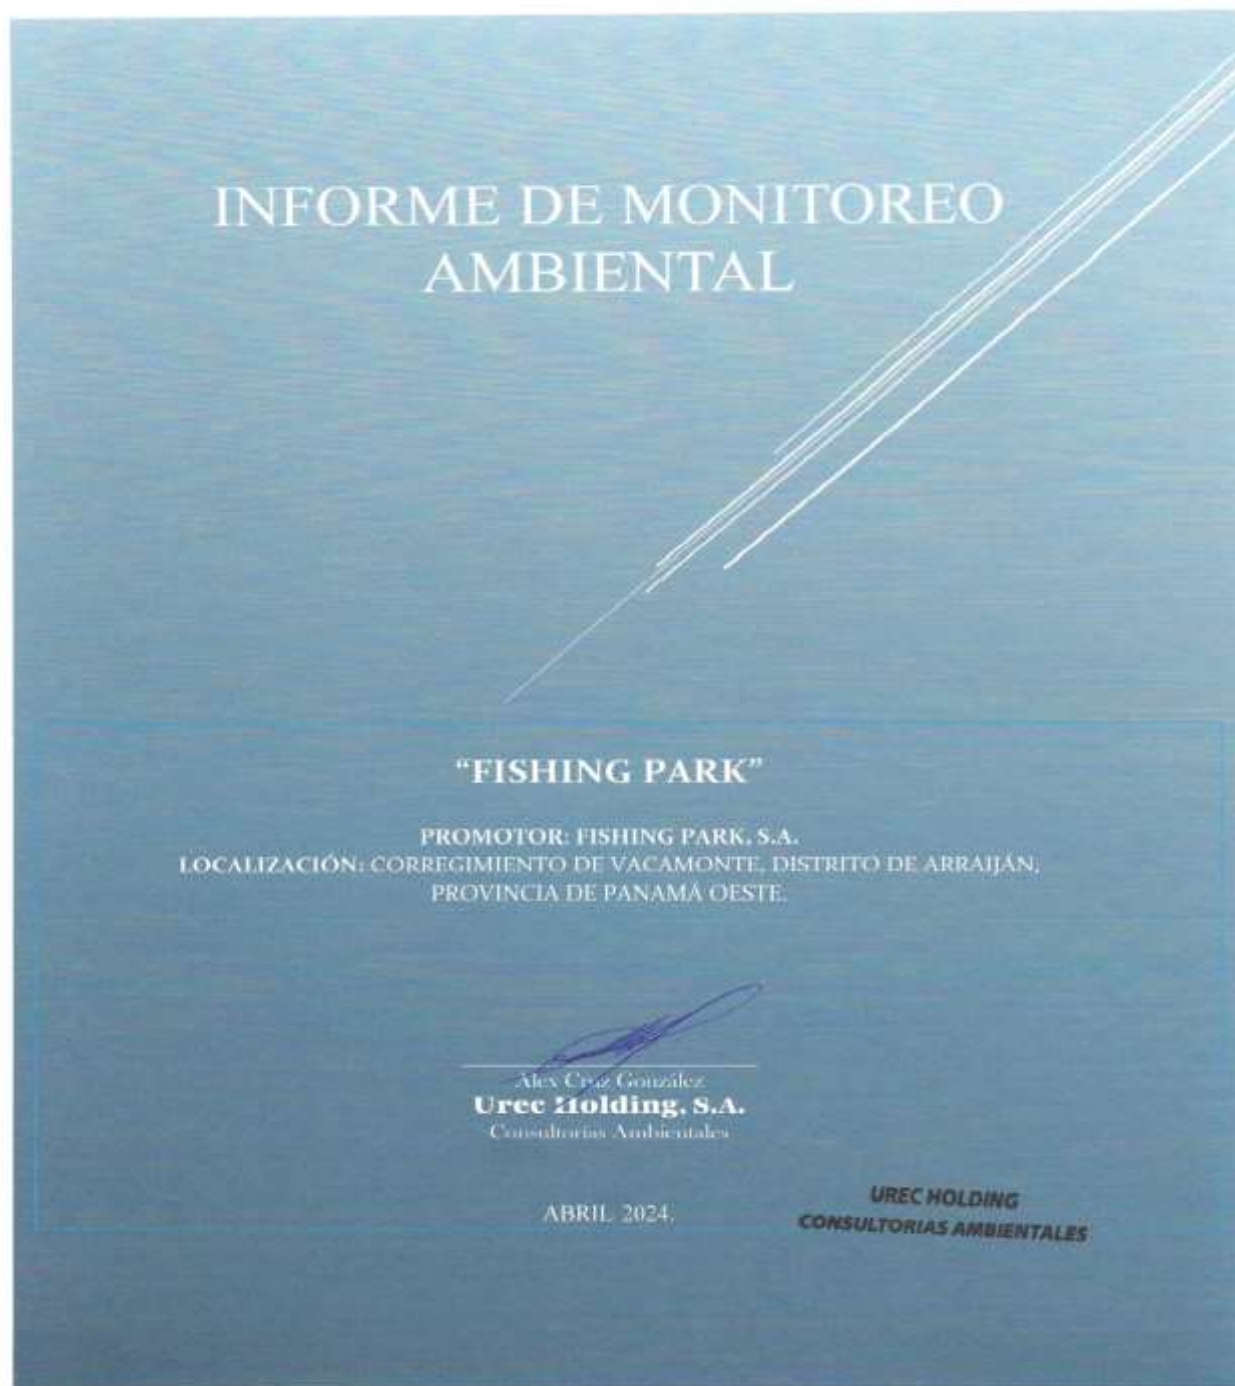 INFORME DE MONITOREO
AMBIENTAL
“FISHING PARK”
PROMOTOR: FISHING PARK, S.A.
LOCALIZACIÓN: CORREGIMIENTO DE VACAMONTE, DISTRITO DE ARRAIJÁN,
PROVINCIA DE PANAMÁ OESTE.
Alex Cruz González
Urec Holding, S.A.
Consultorías Ambientales
ABRIL 2024.
UREC HOLDING
CONSULTORIAS AMBIENTALES